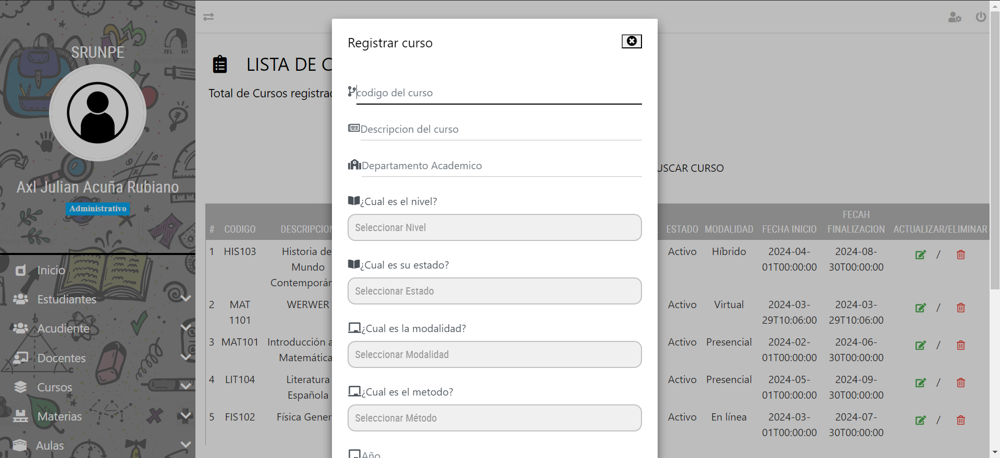 SRUNPE
Axl Julian Acuña Rubiano
Administrativo
Inicio
Estudiantes
Acudiente
Docentes
Cursos
Materias
Aulas
LISTA DE C
Total de Cursos registra
USCAR CURSO
Registrar curso
codigo del curso
Descripcion del curso
Departamento Academico
¿Cual es el nivel?
Seleccionar Nivel
¿Cual es su estado?
Seleccionar Estado
¿Cual es la modalidad?
Seleccionar Modalidad
¿Cual es el metodo?
Seleccionar Método
Año
# CODIGO DESCRIPCION ESTADO MODALIDAD FECHA INICIO FECAH FINALIZACION ACTUALIZAR/ELIMINAR
1 HIS103 Historia de Activo Híbrido 2024-04- 2024-08- /
Mundo 01T00:00:00 30T00:00:00
Contemporán
2 MAT WERWER Activo Virtual 2024-03- 2024-03- /
1101 29T10:06:00 29T10:06:00
3 MAT101 Introducción a Activo Presencial 2024-02- 2024-06- /
Matemática 01T00:00:00 30T00:00:00
4 LIT104 Literatura Activo Presencial 2024-05- 2024-09- /
Española 01T00:00:00 30T00:00:00
5 FIS102 Física Gener Activo En línea 2024-03- 2024-07- /
01T00:00:00 30T00:00:00